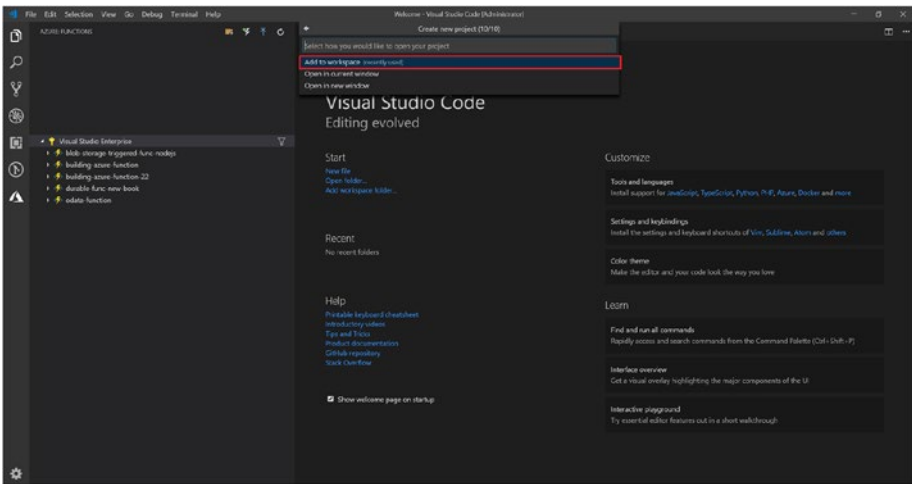 File Edit Selection View Go Debug Terminal Help
Welcome - Visual Studio Code [Administrator]
AZURE: FUNCTIONS
Create new project (10/10)
Select how you would like to open your project
Add to workspace (recently used)
Open in current window
Open in new window
Visual Studio Code
Editing evolved
Visual Studio Enterprise
blob-storage-triggered-func-nodejs
building-azure-function
building-azure-function-22
durable-func-new-book
odata-function
Start
New file
Open folder...
Add workspace folder...
Recent
No recent folders
Help
Printable keyboard cheatsheet
Introductory videos
Tips and Tricks
Product documentation
GitHub repository
Stack Overflow
Show welcome page on startup
Customize
Tools and languages
Install support for JavaScript, TypeScript, Python, PHP, Azure, Docker and more
Settings and keybindings
Install the settings and keyboard shortcuts of Vim, Sublime, Atom and others
Color theme
Make the editor and your code look the way you love
Learn
Find and run all commands
Rapidly access and search commands from the Command Palette (Ctrl+Shift+P)
Interface overview
Get a visual overlay highlighting the major components of the UI
Interactive playground
Try essential editor features out in a short walkthrough